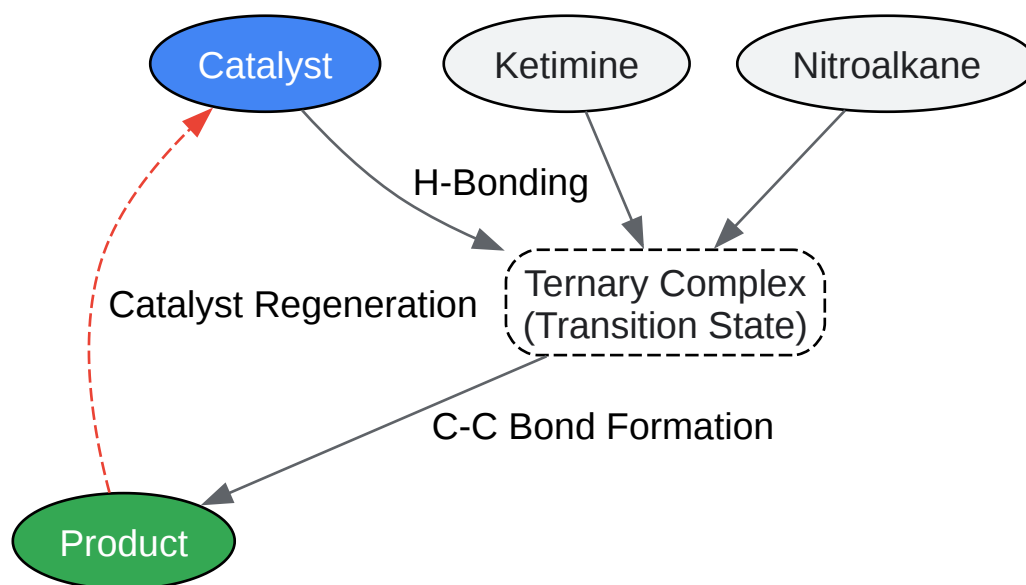 Catalyst
Ketimine
Nitroalkane
H-Bonding
Ternary Complex
(Transition State)
Catalyst Regeneration
C-C Bond Formation
Product